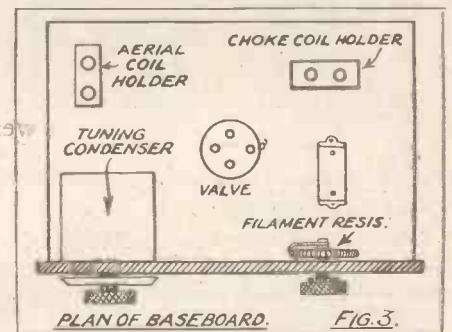 AERIAL
COIL
HOLDER
CHOKE COIL HOLDER
TUNING
CONDENSER
VALVE
FILAMENT RESIS.
PLAN OF BASEBOARD. FIG.3.